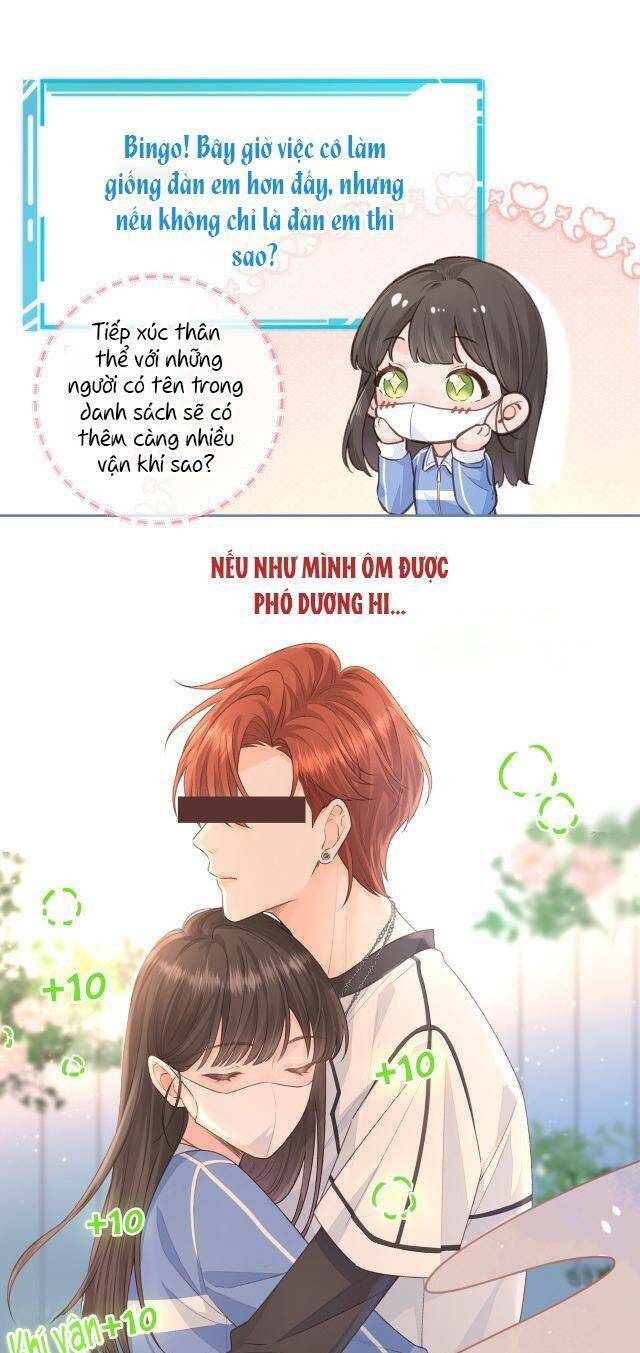 Bingo! Bây giờ việc cô làm
giống đàn em hơn đấy, nhưng
nếu không chỉ là đàn em thì
sao?
Tiếp xúc thân
thể với những
người có tên trong
danh sách sẽ có
thêm càng nhiều
vận khí sao?
NẾU NHƯ MÌNH ÔM ĐƯỢC
PHÓ DƯƠNG HI...
+10
+10
+10
Khí vận+10